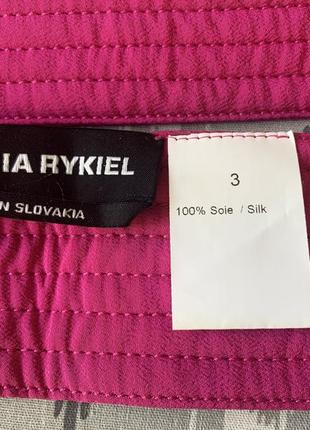 IA RYKIEL
N SLOVAKIA
3
100% Soie / Silk